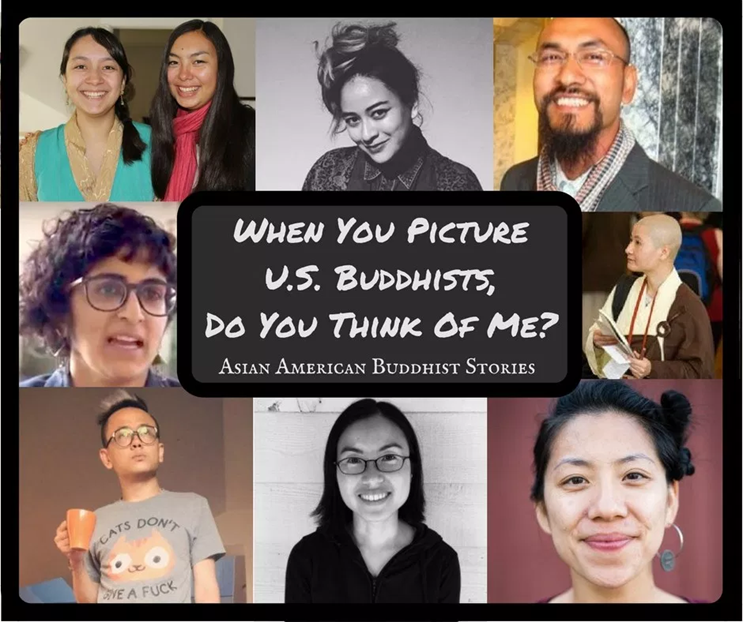 When You Picture
U.S. Buddhists,
Do You Think Of Me?
Asian American Buddhist Stories
CATS DON'T
GIVE A FUCK